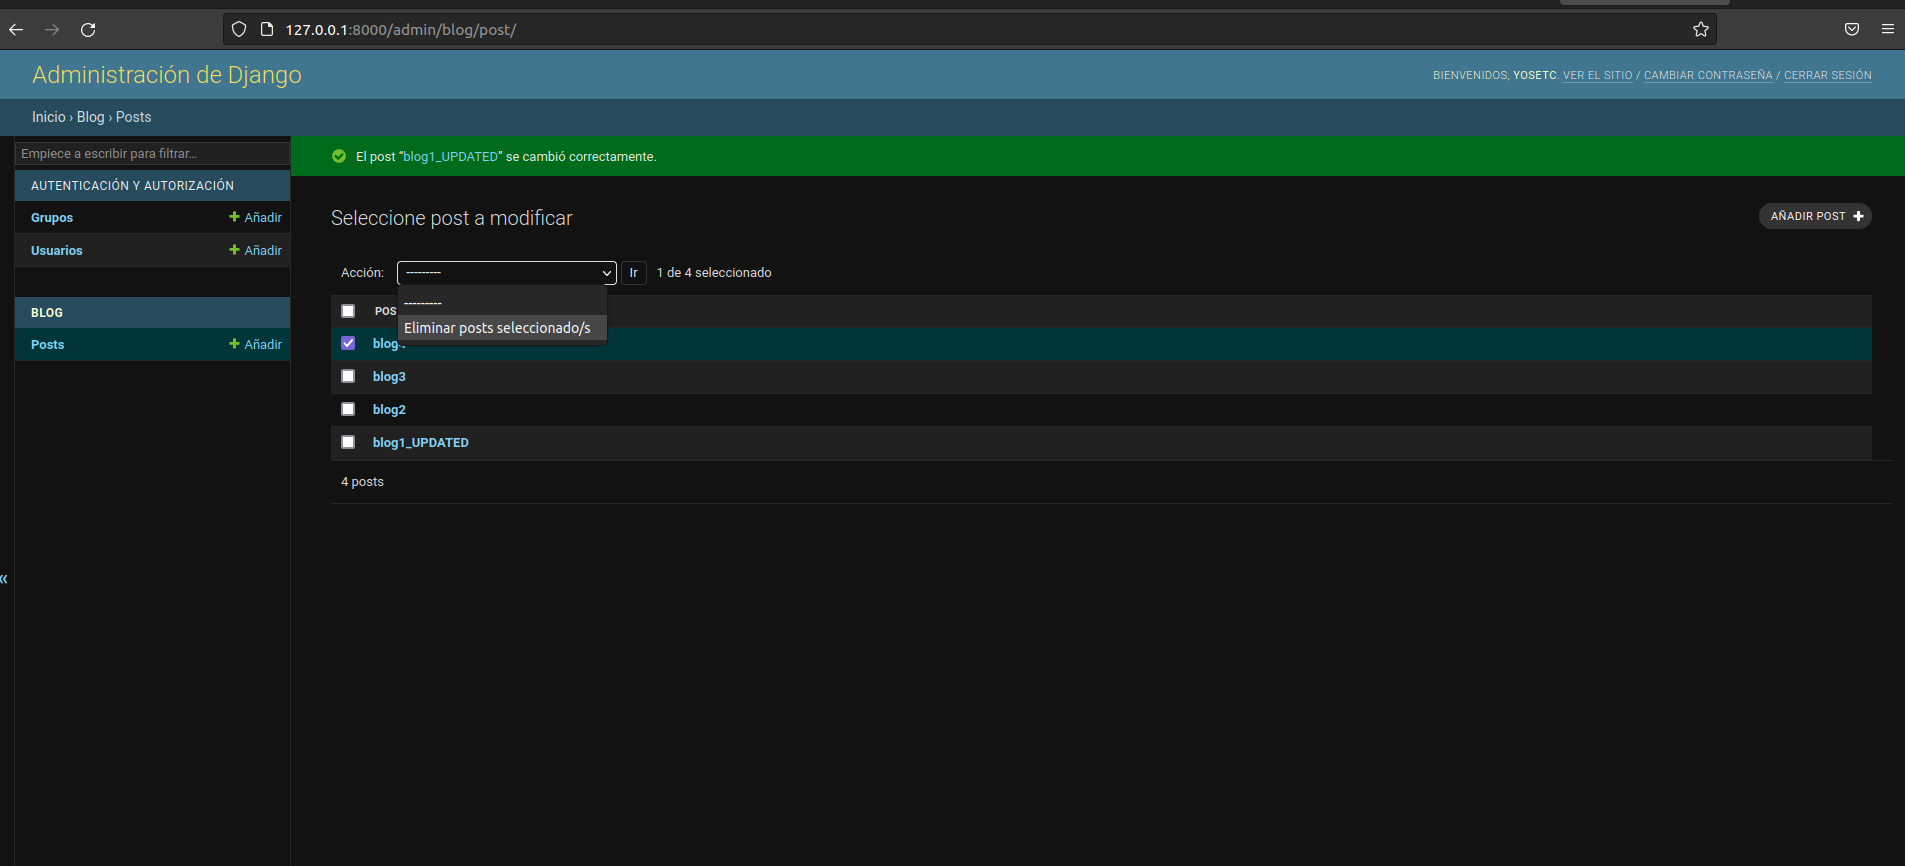 127.0.0.1:8000/admin/blog/post/
Administración de Django
BIENVENIDOS, YOSETC. VER EL SITIO / CAMBIAR CONTRASEÑA / CERRAR SESIÓN
Inicio › Blog › Posts
Empiece a escribir para filtrar...
AUTENTICACIÓN Y AUTORIZACIÓN
Grupos + Añadir
Usuarios + Añadir
BLOG
Posts + Añadir
«
El post “blog1_UPDATED” se cambió correctamente.
Seleccione post a modificar
AÑADIR POST +
Acción: --------- Ir 1 de 4 seleccionado
---------
Eliminar posts seleccionado/s
blog3
blog2
blog1_UPDATED
4 posts